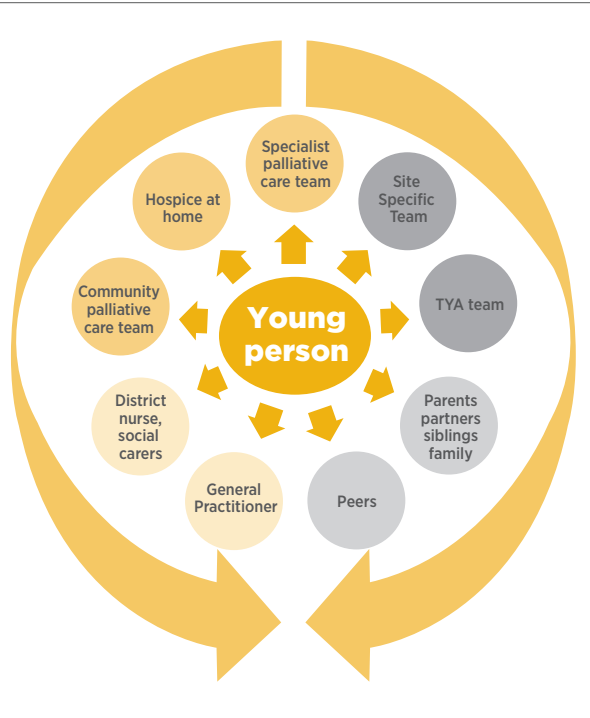 Specialist
palliative
care team
Site
Specific
Team
TYA team
Parents
partners
siblings
family
Peers
General
Practitioner
District
nurse,
social
carers
Community
palliative
care team
Hospice at
home
Young
person